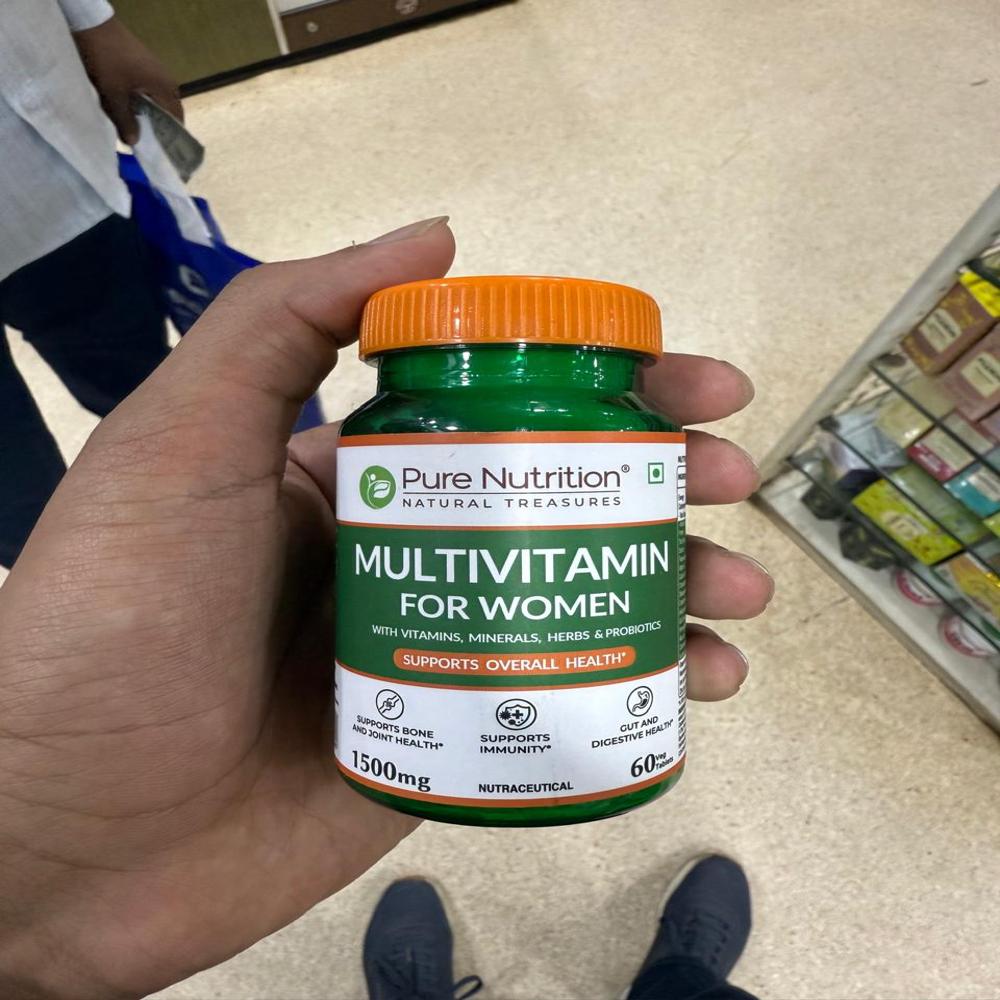 Pure Nutrition®
NATURAL TREASURES
MULTIVITAMIN
FOR WOMEN
WITH VITAMINS, MINERALS, HERBS & PROBIOTICS
SUPPORTS OVERALL HEALTH*
SUPPORTS BONE
AND JOINT HEALTH*
SUPPORTS
IMMUNITY*
GUT AND
DIGESTIVE HEALTH*
1500mg
NUTRACEUTICAL
60 Veg
Tablets